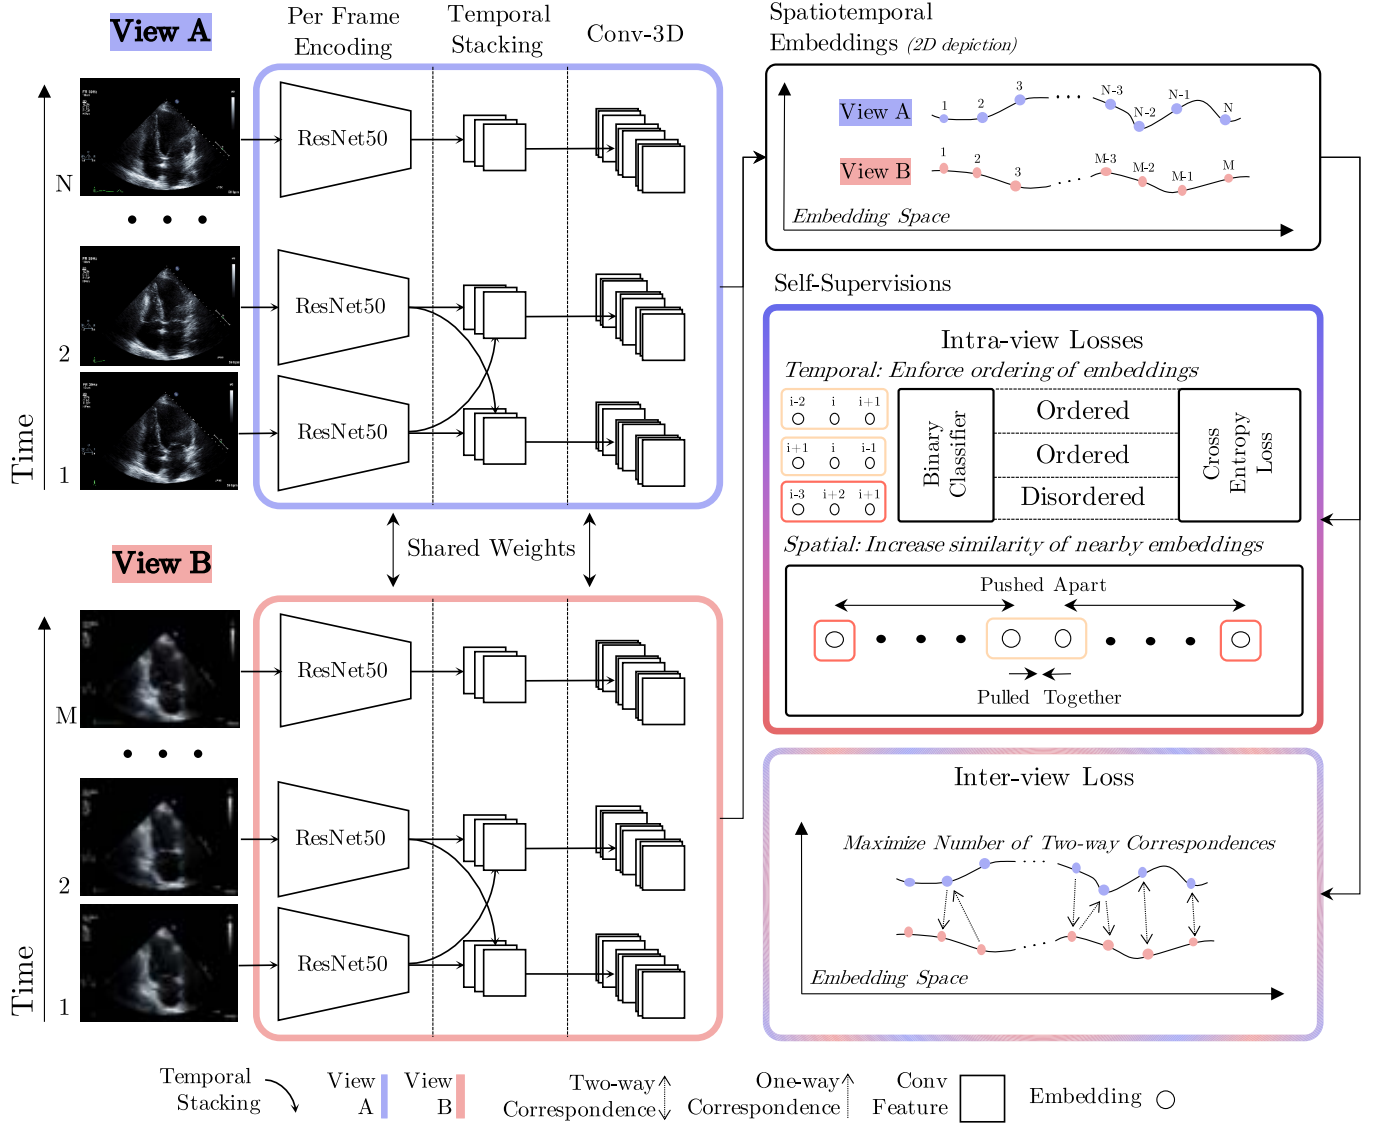 View A
Per Frame
Encoding
Temporal
Stacking
Conv-3D
Time
N
2
1
ResNet50
ResNet50
ResNet50
Shared Weights
View B
Time
M
2
1
ResNet50
ResNet50
ResNet50
Spatiotemporal
Embeddings (2D depiction)
View A
1 2 3 N-3 N-2 N-1 N
View B
1 2 3 M-3 M-2 M-1 M
Embedding Space
Self-Supervisions
Intra-view Losses
Temporal: Enforce ordering of embeddings
i-2 i i+1
i+1 i i-1
i-3 i+2 i+1
Binary
Classifier
Ordered
Ordered
Disordered
Cross
Entropy
Loss
Spatial: Increase similarity of nearby embeddings
Pushed Apart
Pulled Together
Inter-view Loss
Maximize Number of Two-way Correspondences
Embedding Space
Temporal
Stacking
View
A
View
B
Two-way
Correspondence
One-way
Correspondence
Conv
Feature
Embedding